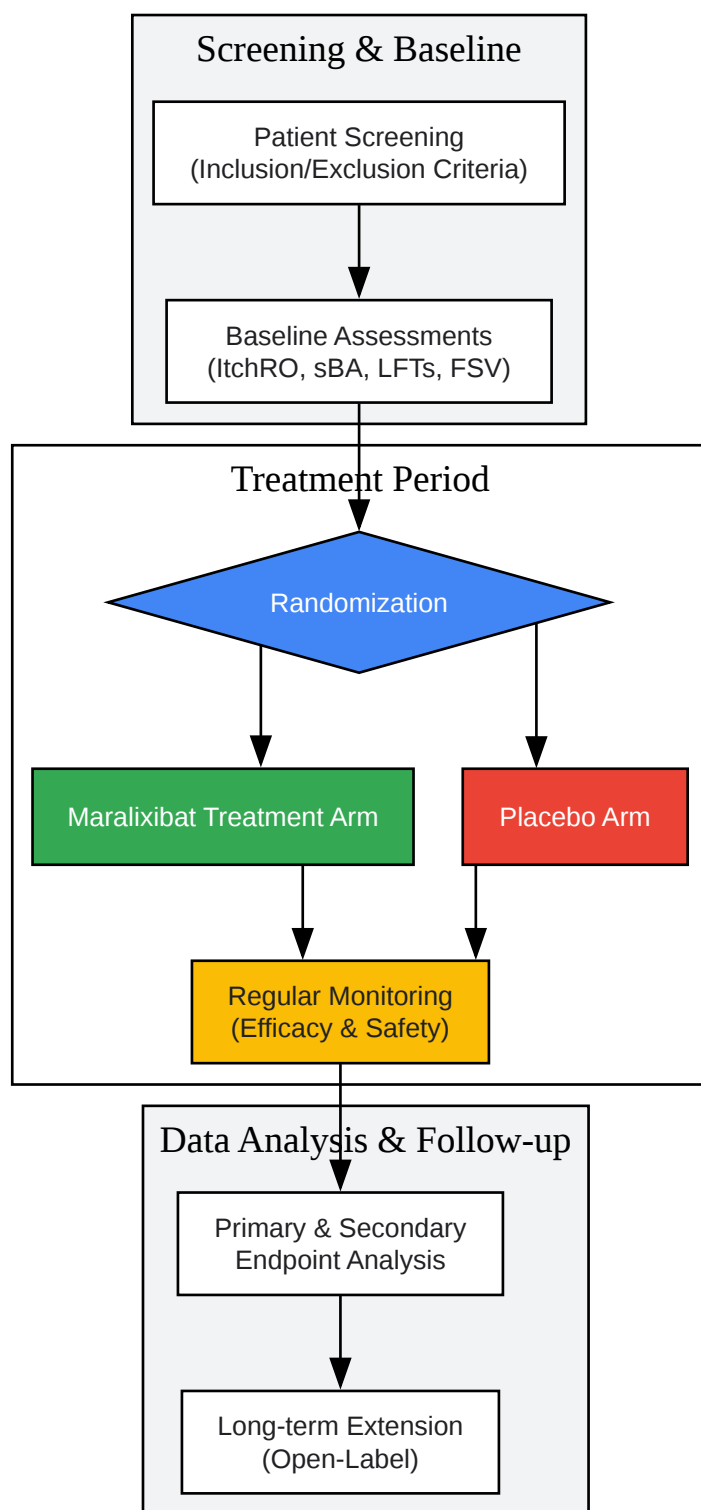 Screening & Baseline
Patient Screening
(Inclusion/Exclusion Criteria)
Baseline Assessments
(ItchRO, sBA, LFTs, FSV)
Treatment Period
Randomization
Maralixibat Treatment Arm
Placebo Arm
Regular Monitoring
(Efficacy & Safety)
Data Analysis & Follow-up
Primary & Secondary
Endpoint Analysis
Long-term Extension
(Open-Label)